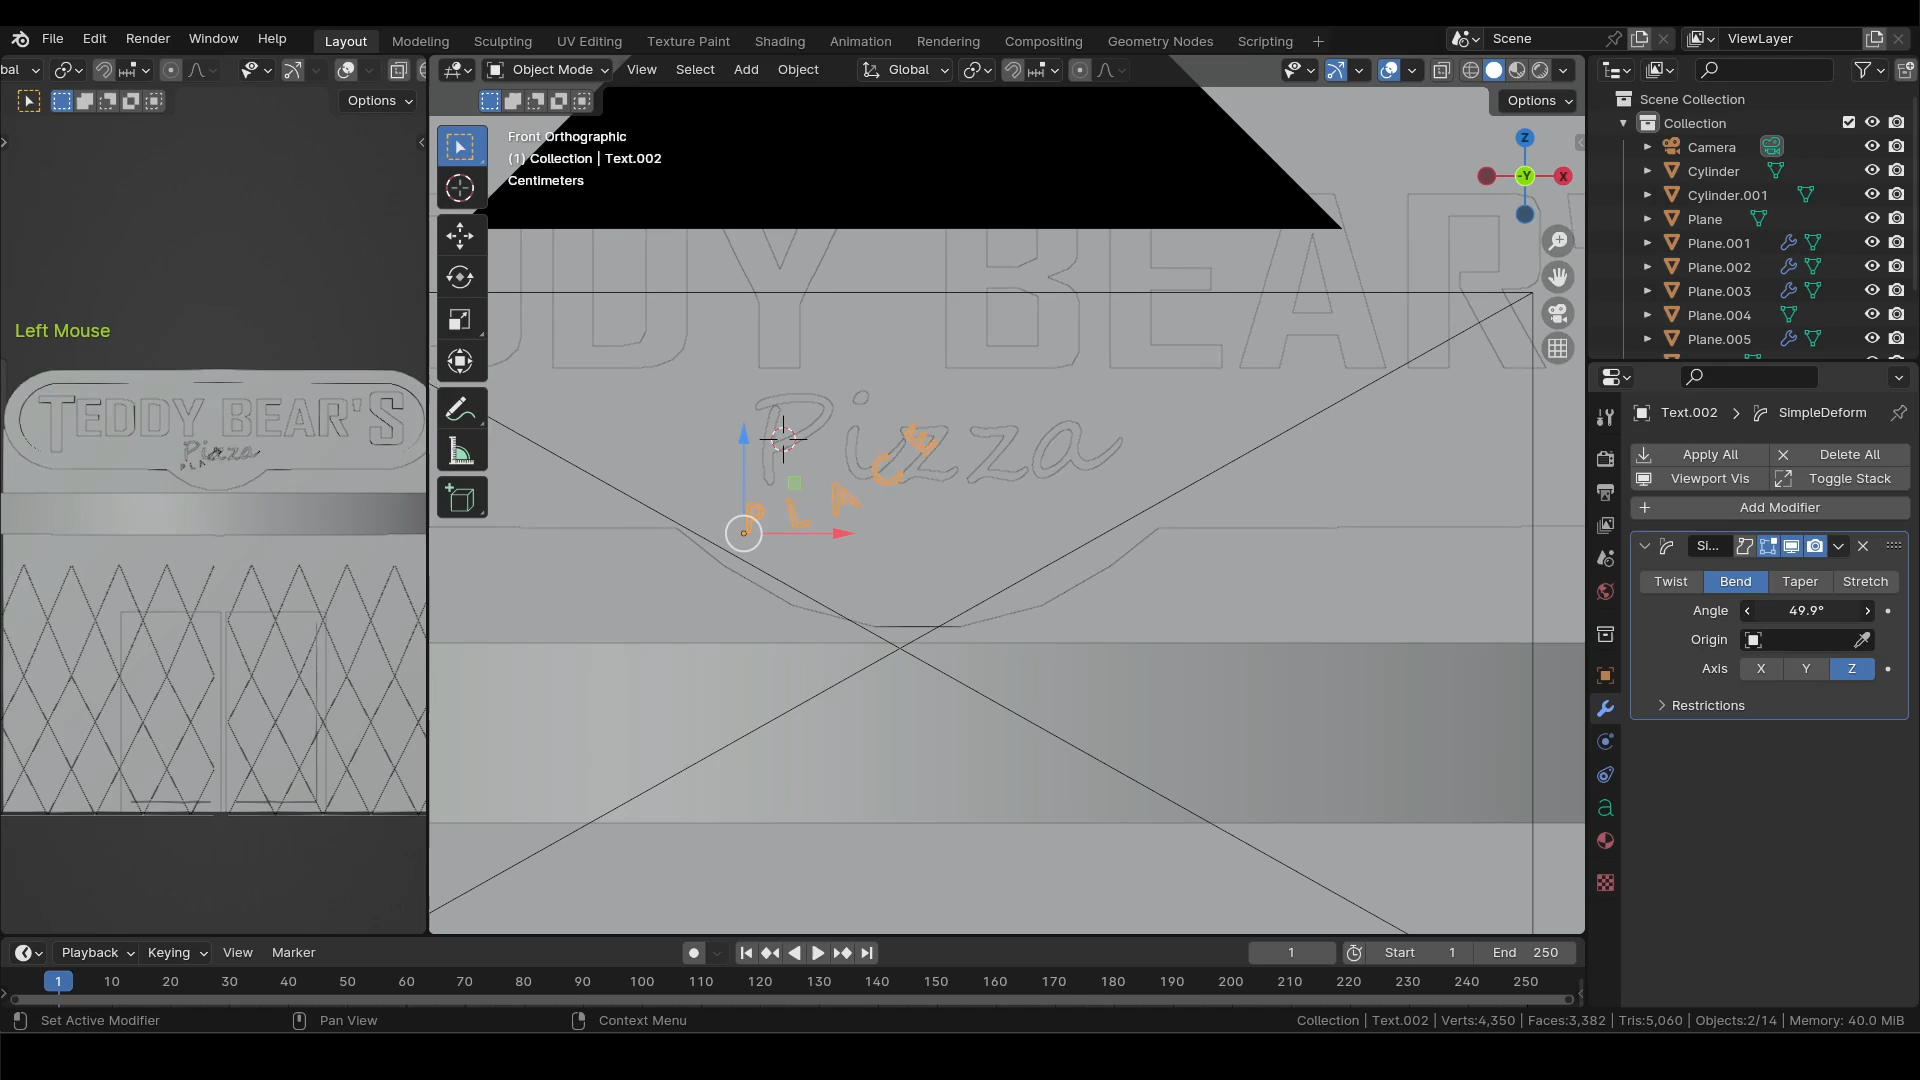 File Edit Render Window Help Layout Modeling Sculpting UV Editing Texture Paint Shading Animation Rendering Compositing Geometry Nodes Scripting + Scene ViewLayer
bal Object Mode View Select Add Object Global
Options Options
Front Orthographic
(1) Collection | Text.002
Centimeters
Z
-Y
X
Left Mouse
TEDDY BEAR'S
Pizza
PLA
DDY BEAR
Pizza
PLACE
Scene Collection
Collection
Camera
Cylinder
Cylinder.001
Plane
Plane.001
Plane.002
Plane.003
Plane.004
Plane.005
Text.002 > SimpleDeform
Apply All Delete All
Viewport Vis Toggle Stack
+ Add Modifier
Si...
Twist Bend Taper Stretch
Angle 49.9°
Origin
Axis X Y Z
Restrictions
Playback Keying View Marker 1 Start 1 End 250
1 10 20 30 40 50 60 70 80 90 100 110 120 130 140 150 160 170 180 190 200 210 220 230 240 250
Set Active Modifier Pan View Context Menu Collection | Text.002 | Verts:4,350 | Faces:3,382 | Tris:5,060 | Objects:2/14 | Memory: 40.0 MiB